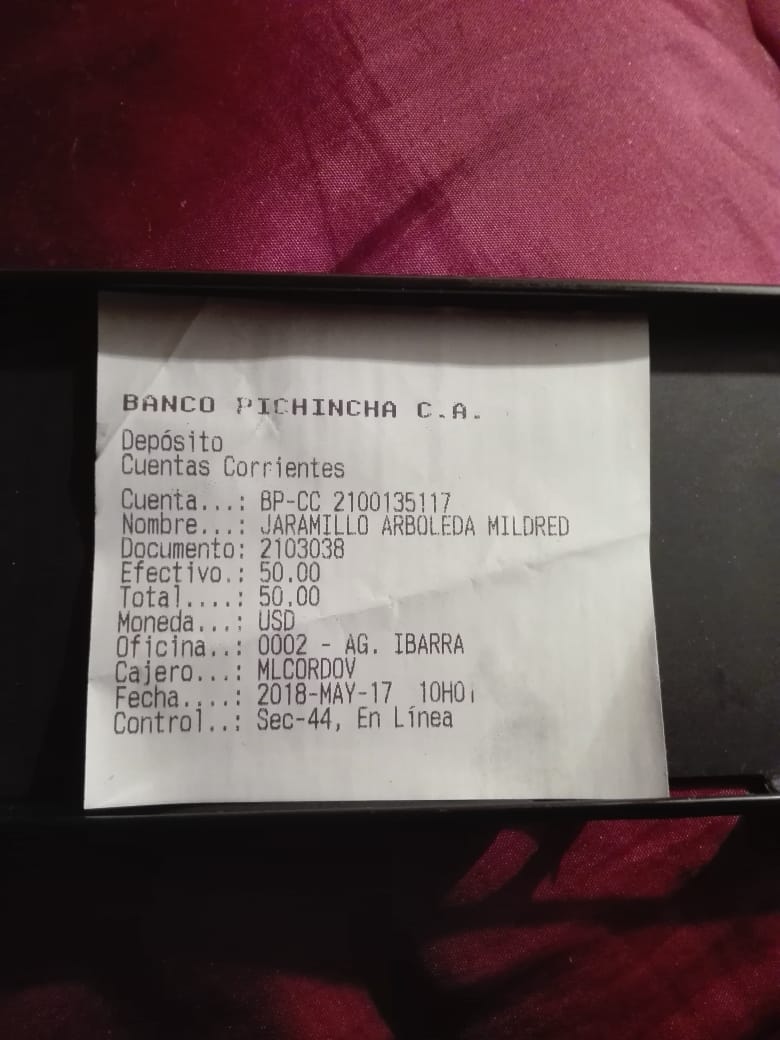 BANCO PICHINCHA C.A.
Depósito
Cuentas Corrientes
Cuenta...: BP-CC 2100135117
Nombre...: JARAMILLO ARBOLEDA MILDRED
Documento: 2103038
Efectivo.: 50.00
Total....: 50.00
Moneda...: USD
Oficina..: 0002 - AG. IBARRA
Cajero...: MLCORDOV
Fecha....: 2018-MAY-17
Control..: Sec-44, En Línea